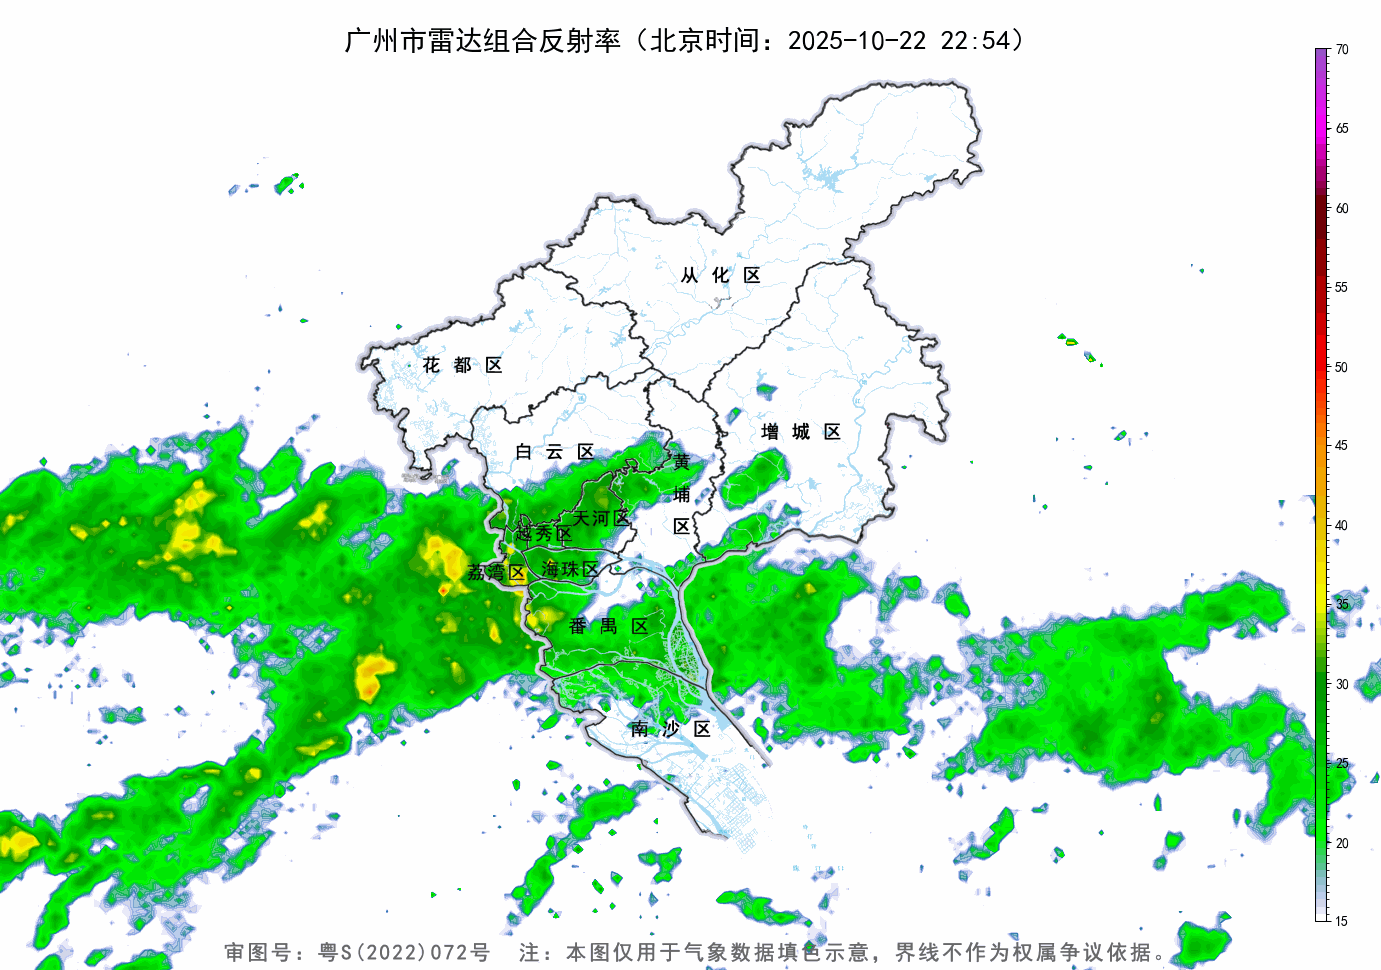 广州市雷达组合反射率（北京时间：2025-10-22 22:54）
70
65
60
55
50
45
40
35
30
25
20
15
从化区
花都区
增城区
白云区
黄埔区
天河区
越秀区
荔湾区
海珠区
番禺区
南沙区
审图号：粤S(2022)072号 注：本图仅用于气象数据填色示意，界线不作为权属争议依据。